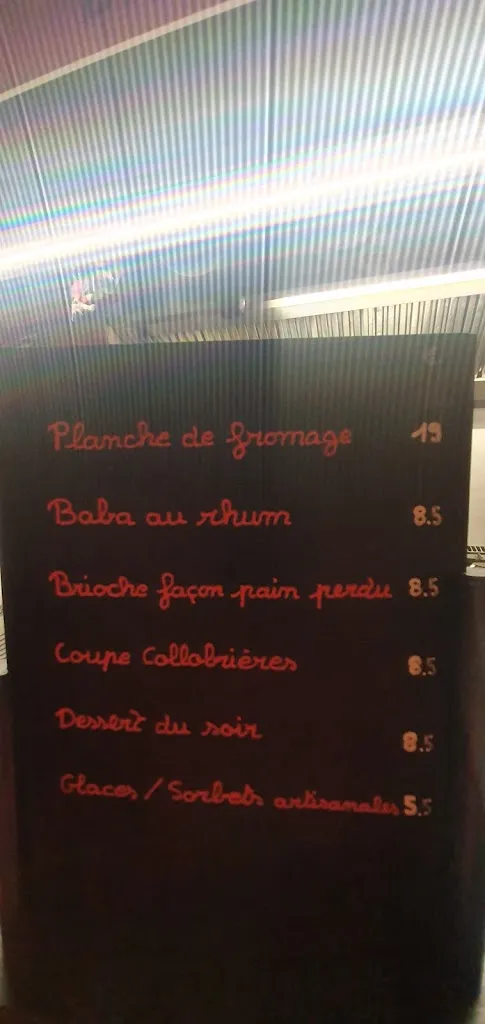 Planche de fromage 19
Baba au rhum 8.5
Brioche façon pain perdu 8.5
Coupe Collobrières 8.5
Dessert du soir 8.5
Glaces / Sorbets artisanales 5.5